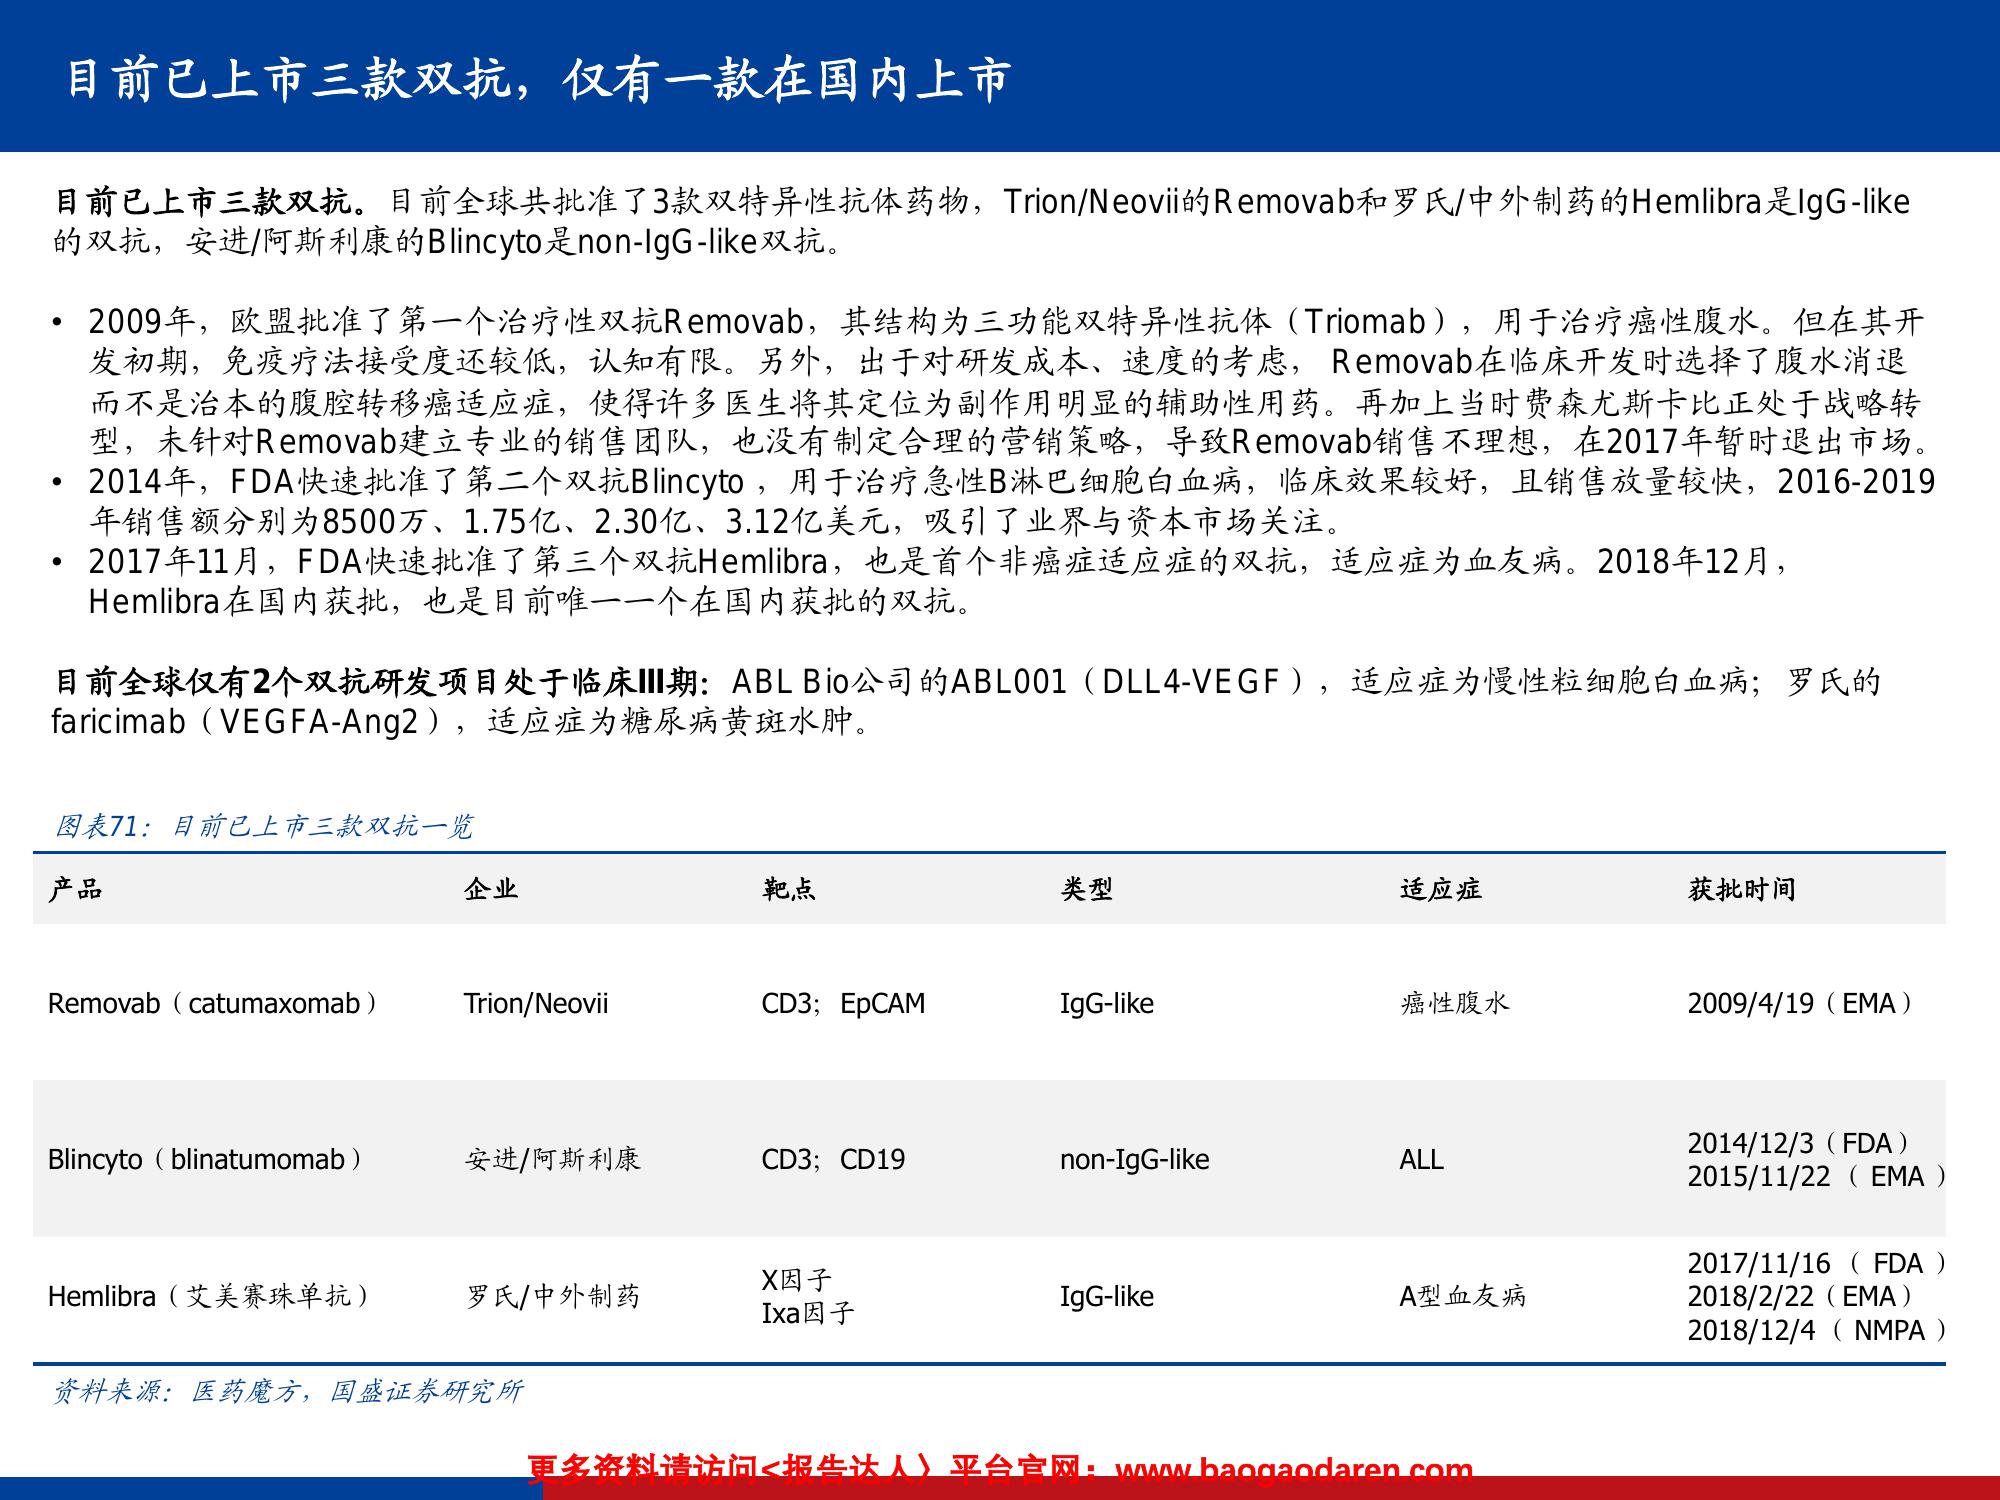 目前已上市三款双抗，仅有一款在国内上市
目前已上市三款双抗。目前全球共批准了3款双特异性抗体药物，Trion/Neovii的Removab和罗氏/中外制药的Hemlibra是IgG-like
的双抗，安进/阿斯利康的Blincyto是non-IgG-like双抗。
• 2009年，欧盟批准了第一个治疗性双抗Removab，其结构为三功能双特异性抗体（Triomab），用于治疗癌性腹水。但在其开
发初期，免疫疗法接受度还较低，认知有限。另外，出于对研发成本、速度的考虑， Removab在临床开发时选择了腹水消退
而不是治本的腹腔转移癌适应症，使得许多医生将其定位为副作用明显的辅助性用药。再加上当时费森尤斯卡比正处于战略转
型，未针对Removab建立专业的销售团队，也没有制定合理的营销策略，导致Removab销售不理想，在2017年暂时退出市场。
• 2014年，FDA快速批准了第二个双抗Blincyto ，用于治疗急性B淋巴细胞白血病，临床效果较好，且销售放量较快，2016-2019
年销售额分别为8500万、1.75亿、2.30亿、3.12亿美元，吸引了业界与资本市场关注。
• 2017年11月，FDA快速批准了第三个双抗Hemlibra，也是首个非癌症适应症的双抗，适应症为血友病。2018年12月，
Hemlibra在国内获批，也是目前唯一一个在国内获批的双抗。
目前全球仅有2个双抗研发项目处于临床III期：ABL Bio公司的ABL001（DLL4-VEGF），适应症为慢性粒细胞白血病；罗氏的
faricimab（VEGFA-Ang2），适应症为糖尿病黄斑水肿。
图表71：目前已上市三款双抗一览
产品 企业 靶点 类型 适应症 获批时间
Removab（catumaxomab） Trion/Neovii CD3；EpCAM IgG-like 癌性腹水 2009/4/19（EMA）
Blincyto（blinatumomab） 安进/阿斯利康 CD3；CD19 non-IgG-like ALL 2014/12/3（FDA）
2015/11/22 （ EMA ）
Hemlibra（艾美赛珠单抗） 罗氏/中外制药 X因子 IgG-like A型血友病 2017/11/16 （ FDA ）
Ixa因子 2018/2/22（EMA）
2018/12/4 （ NMPA ）
资料来源：医药魔方，国盛证券研究所
更多资料请访问<报告达人〉平台官网：www.baogaodaren.com